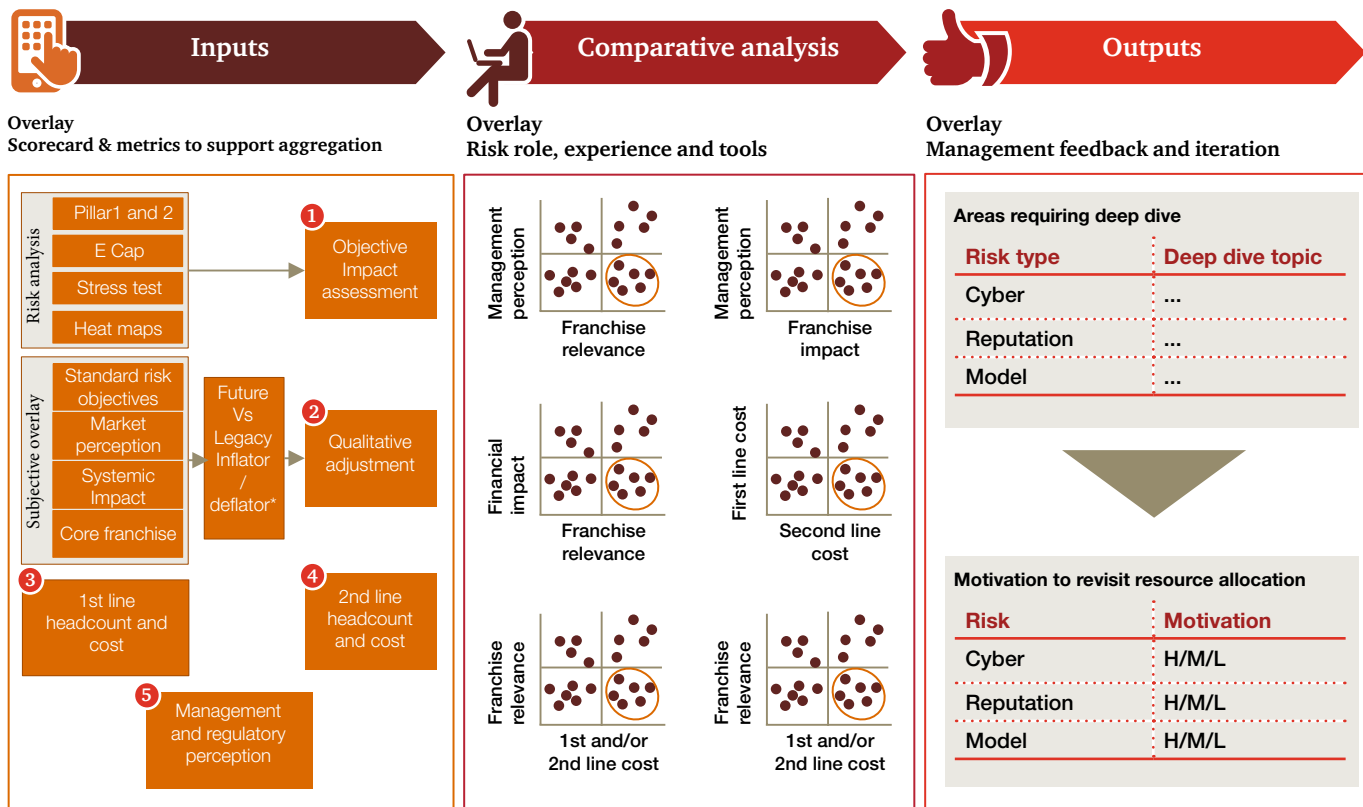 Inputs
Comparative analysis
Outputs
Overlay
Scorecard & metrics to support aggregation
Overlay
Risk role, experience and tools
Overlay
Management feedback and iteration
Risk analysis
Pillar1 and 2
E Cap
Stress test
Heat maps
1
Objective
Impact
assessment
Subjective overlay
Standard risk
objectives
Market
perception
Systemic
Impact
Core franchise
Future
Vs
Legacy
Inflator
/
deflator*
2
Qualitative
adjustment
3
1st line
headcount and
cost
4
2nd line
headcount
and cost
5
Management
and regulatory
perception
Management
perception
Franchise
relevance
Management
perception
Franchise
impact
Financial
impact
Franchise
relevance
First line cost
Second line
cost
Franchise
relevance
1st and/or
2nd line cost
Franchise
relevance
1st and/or
2nd line cost
Areas requiring deep dive
Risk type Deep dive topic
Cyber ...
Reputation ...
Model ...
Motivation to revisit resource allocation
Risk Motivation
Cyber H/M/L
Reputation H/M/L
Model H/M/L